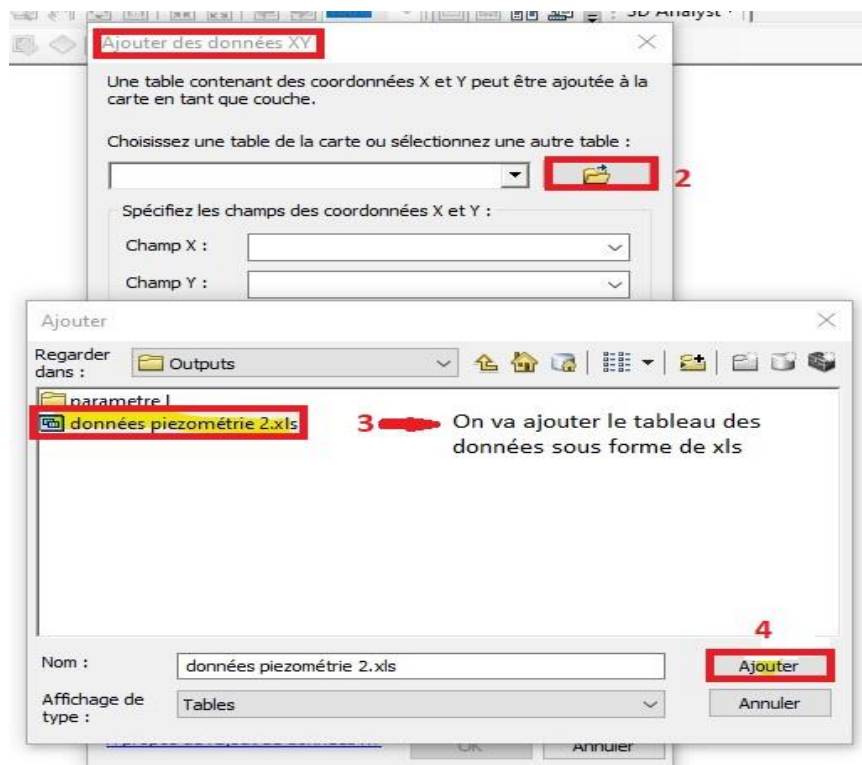 3D Analyst
Ajouter des données XY
Une table contenant des coordonnées X et Y peut être ajoutée à la
carte en tant que couche.
Choisissez une table de la carte ou sélectionnez une autre table :
2
Spécifiez les champs des coordonnées X et Y :
Champ X :
Champ Y :
Ajouter
Regarder
dans :
Outputs
parametre l
données piezométrie 2.xls
3
On va ajouter le tableau des
données sous forme de xls
4
Nom :
données piezométrie 2.xls
Ajouter
Affichage de
type :
Tables
Annuler
OK
Annuler